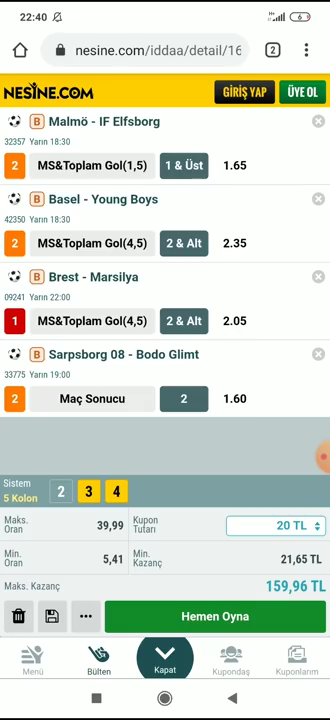 22:40
6
nesine.com/iddaa/detail/16
2
NESINE.COM
GİRİŞ YAP
ÜYE OL
B Malmö - IF Elfsborg
32357 Yarın 18:30
2 MS&Toplam Gol(1,5) 1 & Üst 1.65
B Basel - Young Boys
42350 Yarın 18:30
2 MS&Toplam Gol(4,5) 2 & Alt 2.35
B Brest - Marsilya
09241 Yarın 22:00
1 MS&Toplam Gol(4,5) 2 & Alt 2.05
B Sarpsborg 08 - Bodo Glimt
33775 Yarın 19:00
2 Maç Sonucu 2 1.60
Sistem
5 Kolon
2 3 4
Maks. Oran 39,99
Kupon Tutarı 20 TL
Min. Oran 5,41
Min. Kazanç 21,65 TL
Maks. Kazanç 159,96 TL
Hemen Oyna
Menü Bülten Kapat Kupondaş Kuponlarım